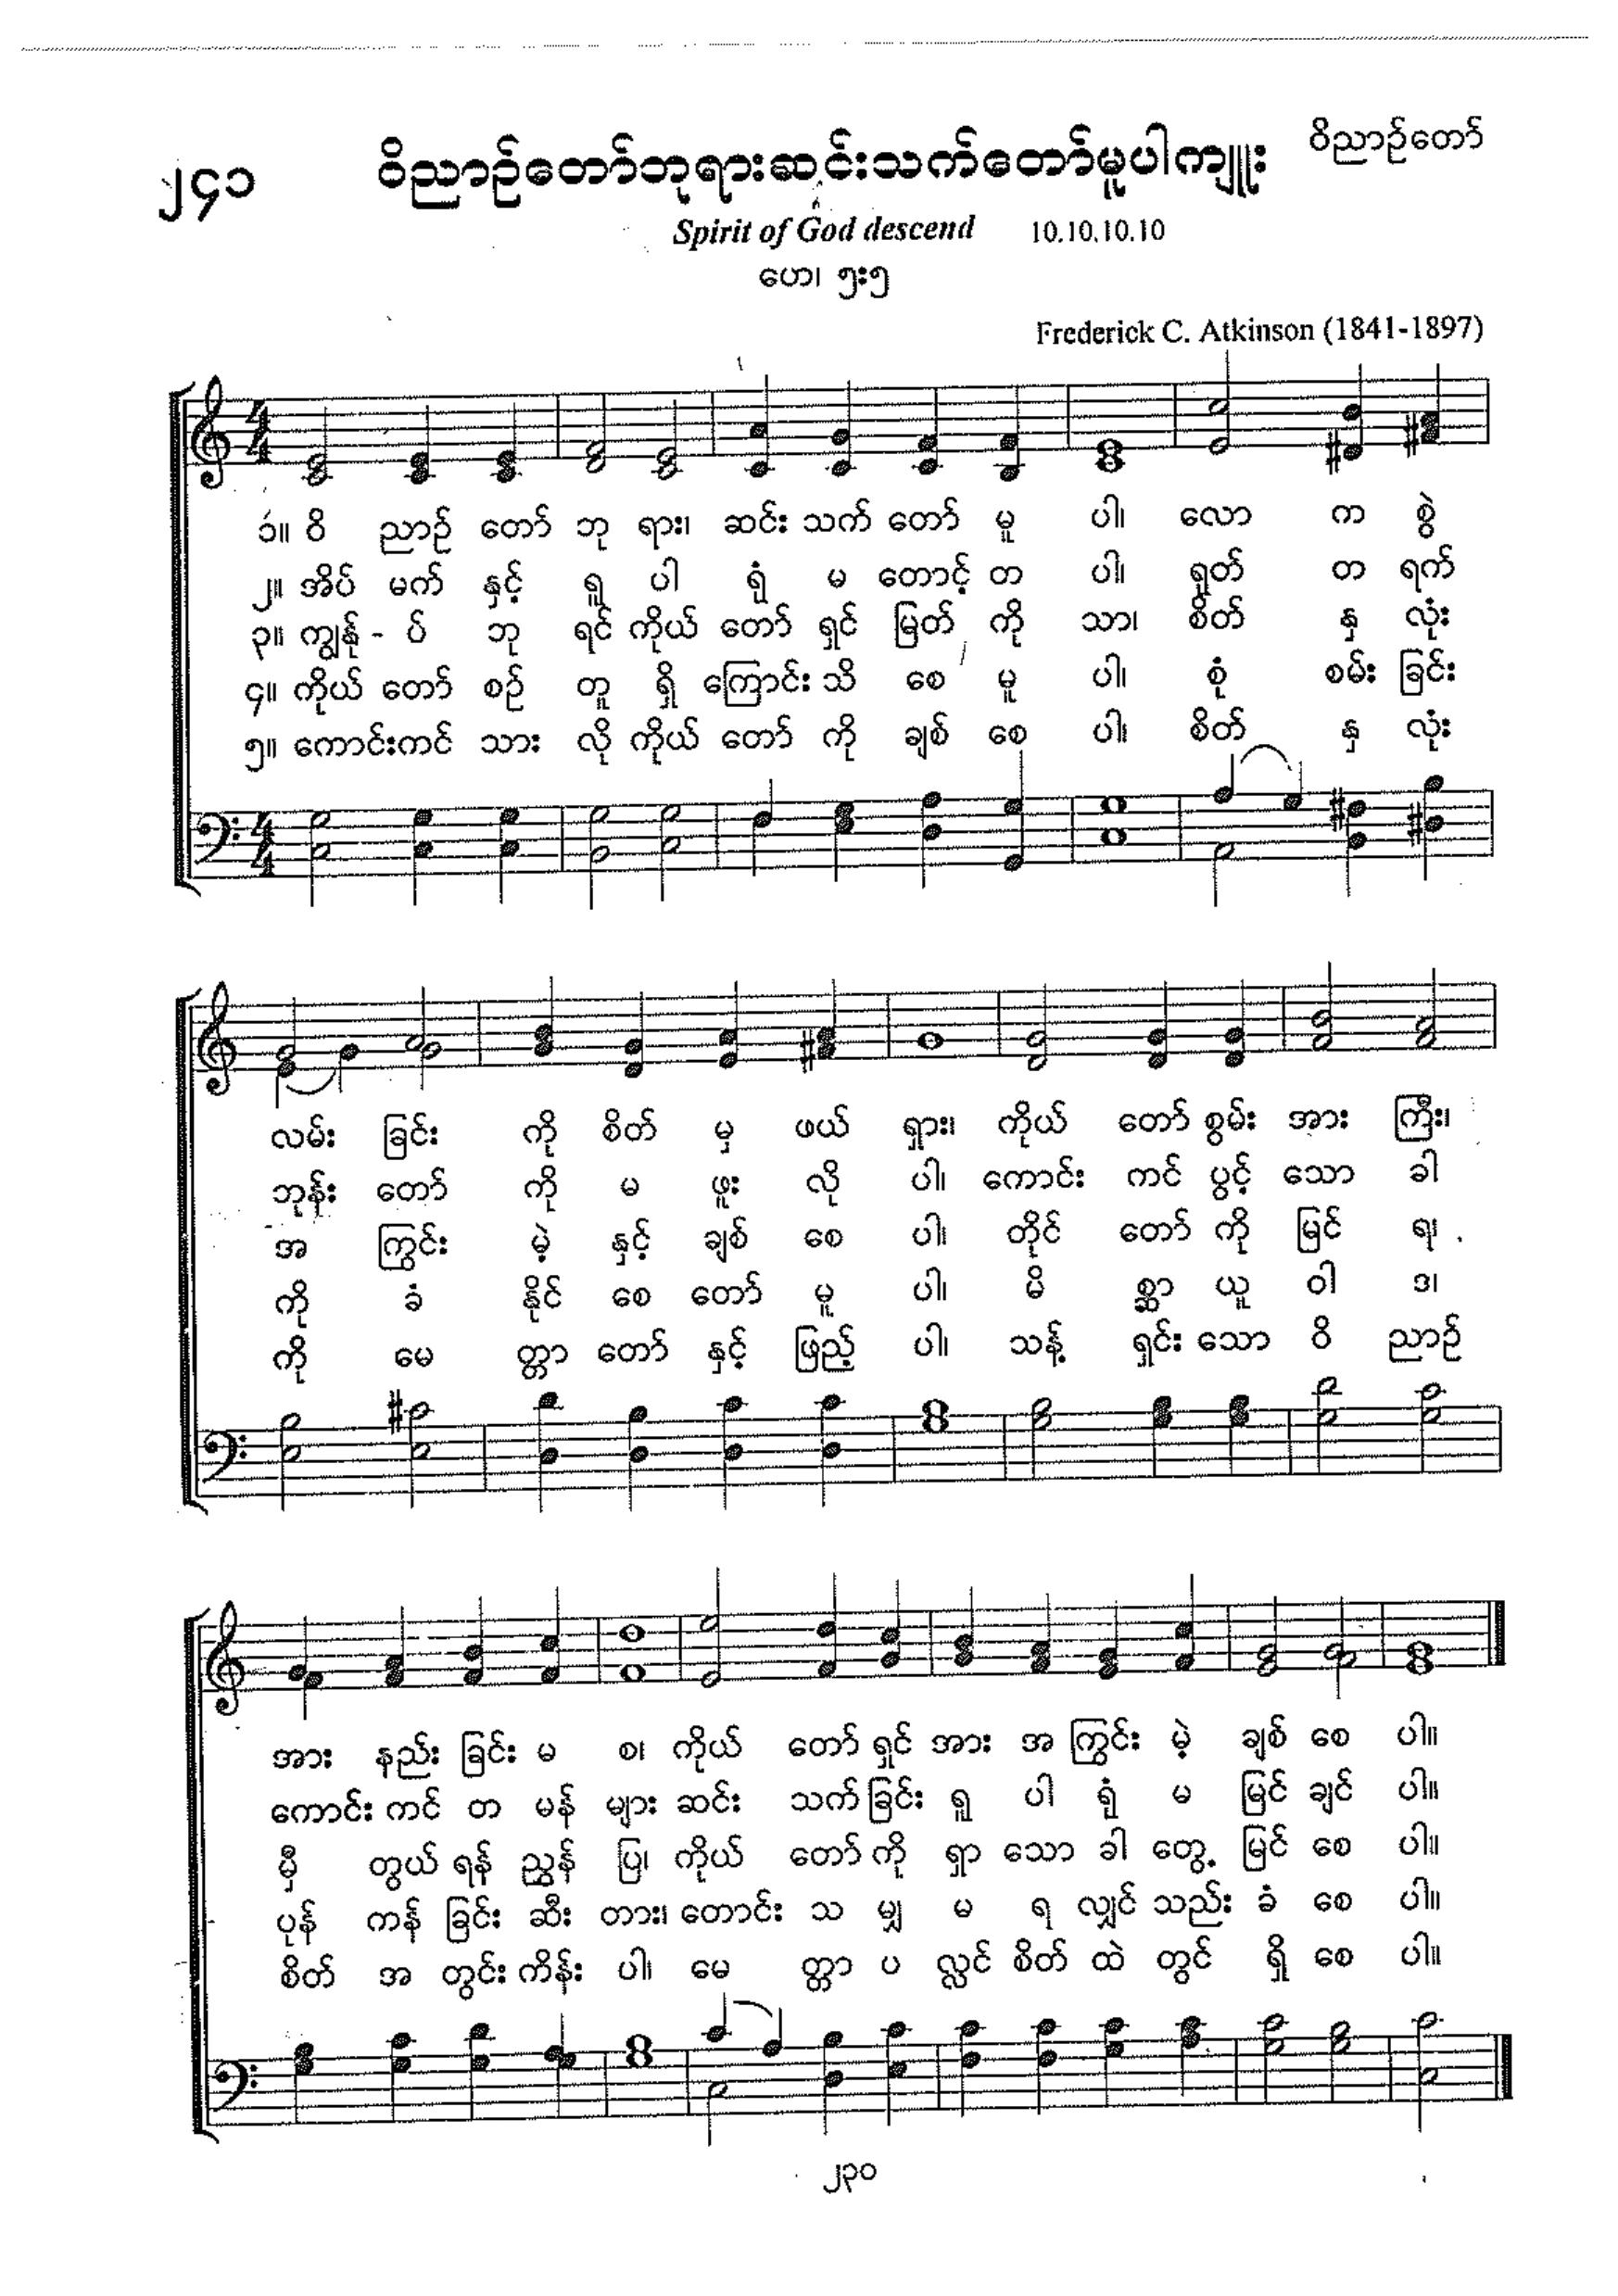 ဝိညာဉ်တော်
၂၄၁ ဝိညာဉ်တော်ဘုရားဆင်းသက်တော်မူပါကျူး
Spirit of God descend 10.10.10.10
ဟေ၊ ၅း၅
Frederick C. Atkinson (1841-1897)
၁။ ဝိ ညာဉ် တော် ဘု ရား၊ ဆင်း သက် တော် မူ ပါ၊ လော က စွဲ
၂။ အိပ် မက် နှင့် ရူ ပါ ရုံ မ တောင့် တ ပါ၊ ရုတ် တ ရက်
၃။ ကျွန်ု - ပ် ဘု ရင် ကိုယ် တော် ရှင် မြတ် ကို သာ၊ စိတ် နှ လုံး
၄။ ကိုယ် တော် စဉ် တူ ရှိ ကြောင်း သိ စေ မူ ပါ၊ စုံ စမ်း ခြင်း
၅။ ကောင်းကင် သား လို ကိုယ် တော် ကို ချစ် စေ ပါ၊ စိတ် နှ လုံး
လမ်း ခြင်း ကို စိတ် မှ ဖယ် ရှား၊ ကိုယ် တော် စွမ်း အား ကြီး၊
ဘုန်း တော် ကို မ ဖူး လို ပါ၊ ကောင်း ကင် ပွင့် သော ခါ
အ ကြွင်း မဲ့ နှင့် ချစ် စေ ပါ၊ တိုင် တော် ကို မြင် ရ၊
ကို ခံ နိုင် စေ တော် မူ ပါ၊ မိ စ္ဆာ ယူ ဝါ ဒ၊
ကို မေ တ္တာ တော် နှင့် ဖြည့် ပါ၊ သန့် ရှင်း သော ဝိ ညာဉ်
အား နည်း ခြင်း မ စ၊ ကိုယ် တော် ရှင် အား အ ကြွင်း မဲ့ ချစ် စေ ပါ။
ကောင်း ကင် တ မန် များ ဆင်း သက် ခြင်း ရူ ပါ ရုံ မ မြင် ချင် ပါ။
မှီ တွယ် ရန် ညွှန် ပြ၊ ကိုယ် တော် ကို ရှာ သော ခါ တွေ့ မြင် စေ ပါ။
ပုန် ကန် ခြင်း ဆီး တား၊ တောင်း သ မျှ မ ရ လျှင် သည်း ခံ စေ ပါ။
စိတ် အ တွင်း ကိန်း ပါ၊ မေ တ္တာ ပ လ္လင် စိတ် ထဲ တွင် ရှိ စေ ပါ။
၂၃၀